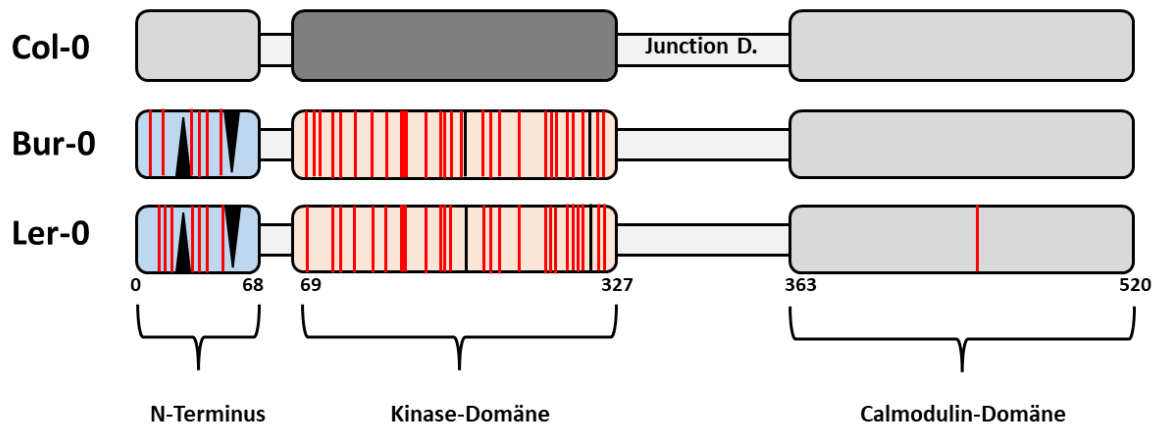 Col-0
Junction D.
Bur-0
Ler-0
0 68 69 327 363 520
N-Terminus Kinase-Domäne Calmodulin-Domäne